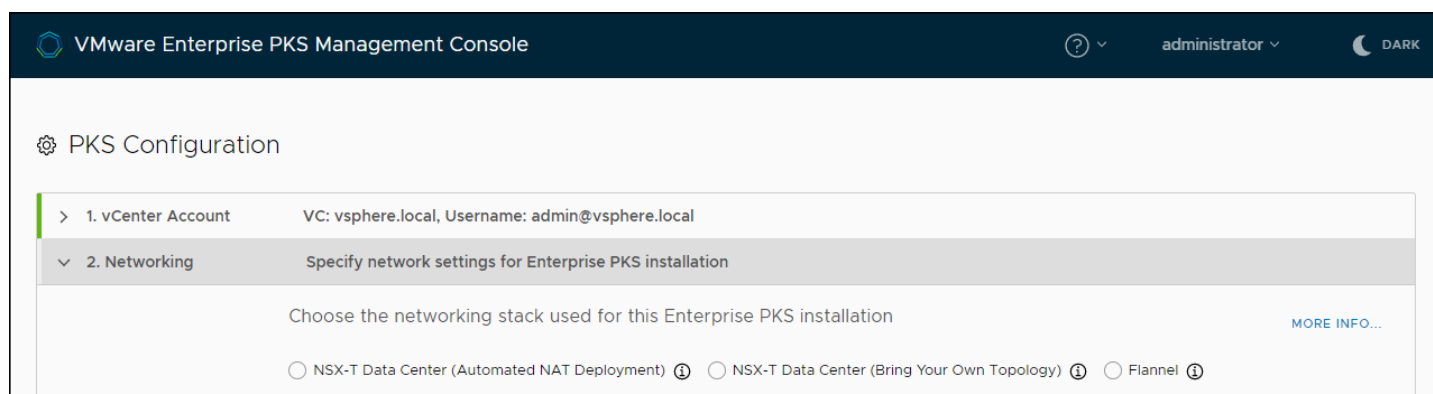 VMware Enterprise PKS Management Console
administrator
DARK
PKS Configuration
1. vCenter Account VC: vsphere.local, Username: admin@vsphere.local
2. Networking Specify network settings for Enterprise PKS installation
Choose the networking stack used for this Enterprise PKS installation
MORE INFO...
NSX-T Data Center (Automated NAT Deployment) NSX-T Data Center (Bring Your Own Topology) Flannel